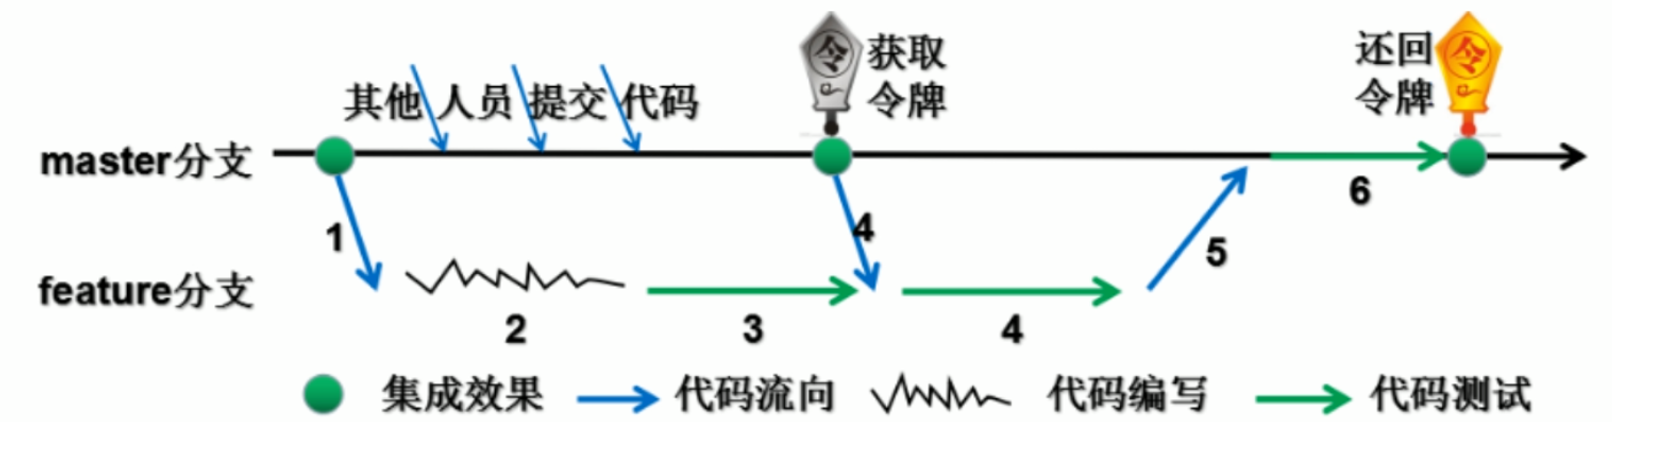 获取
令牌
还回
令牌
令
令
其他 人员 提交 代码
master分支
1
4
5
6
feature分支
2
3
4
集成效果
代码流向
代码编写
代码测试